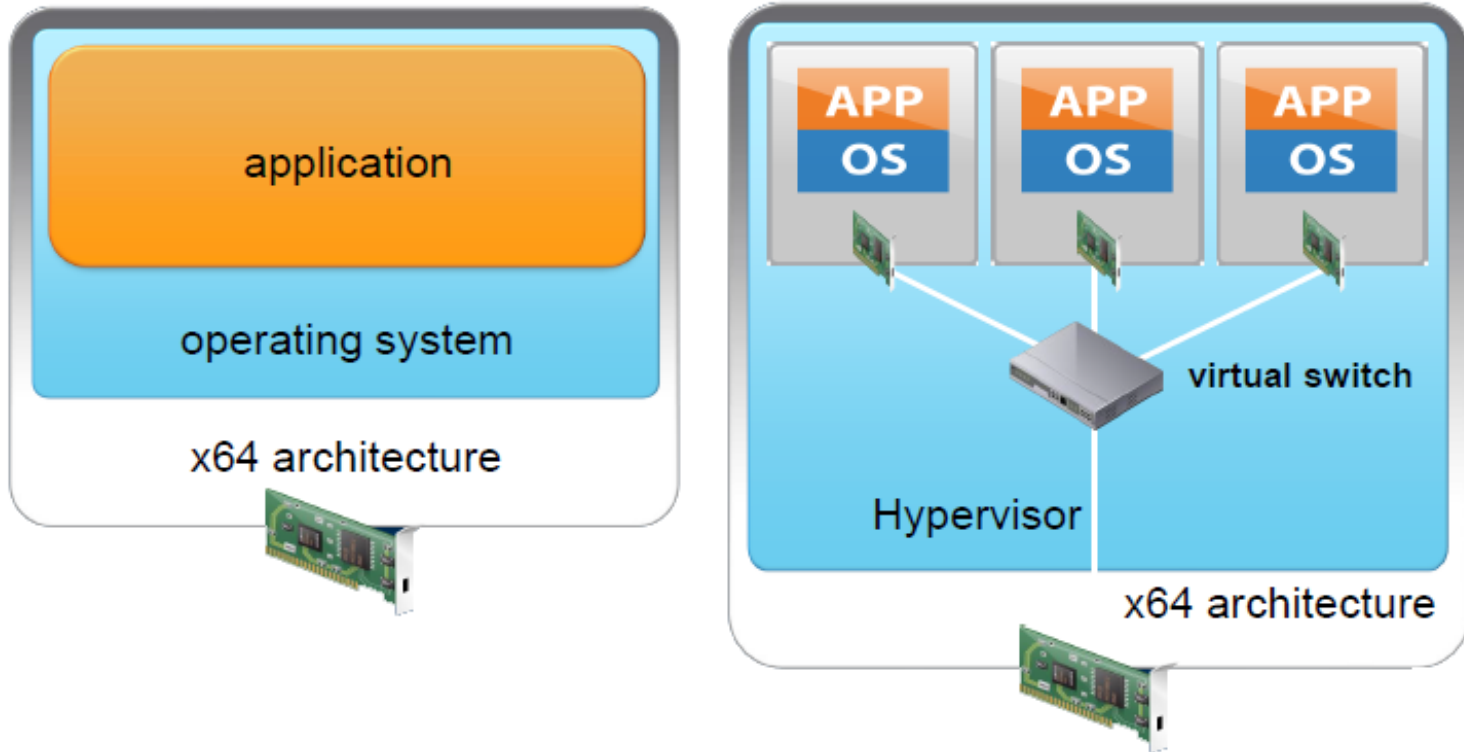 application
operating system
x64 architecture
APP
OS
APP
OS
APP
OS
virtual switch
Hypervisor
x64 architecture